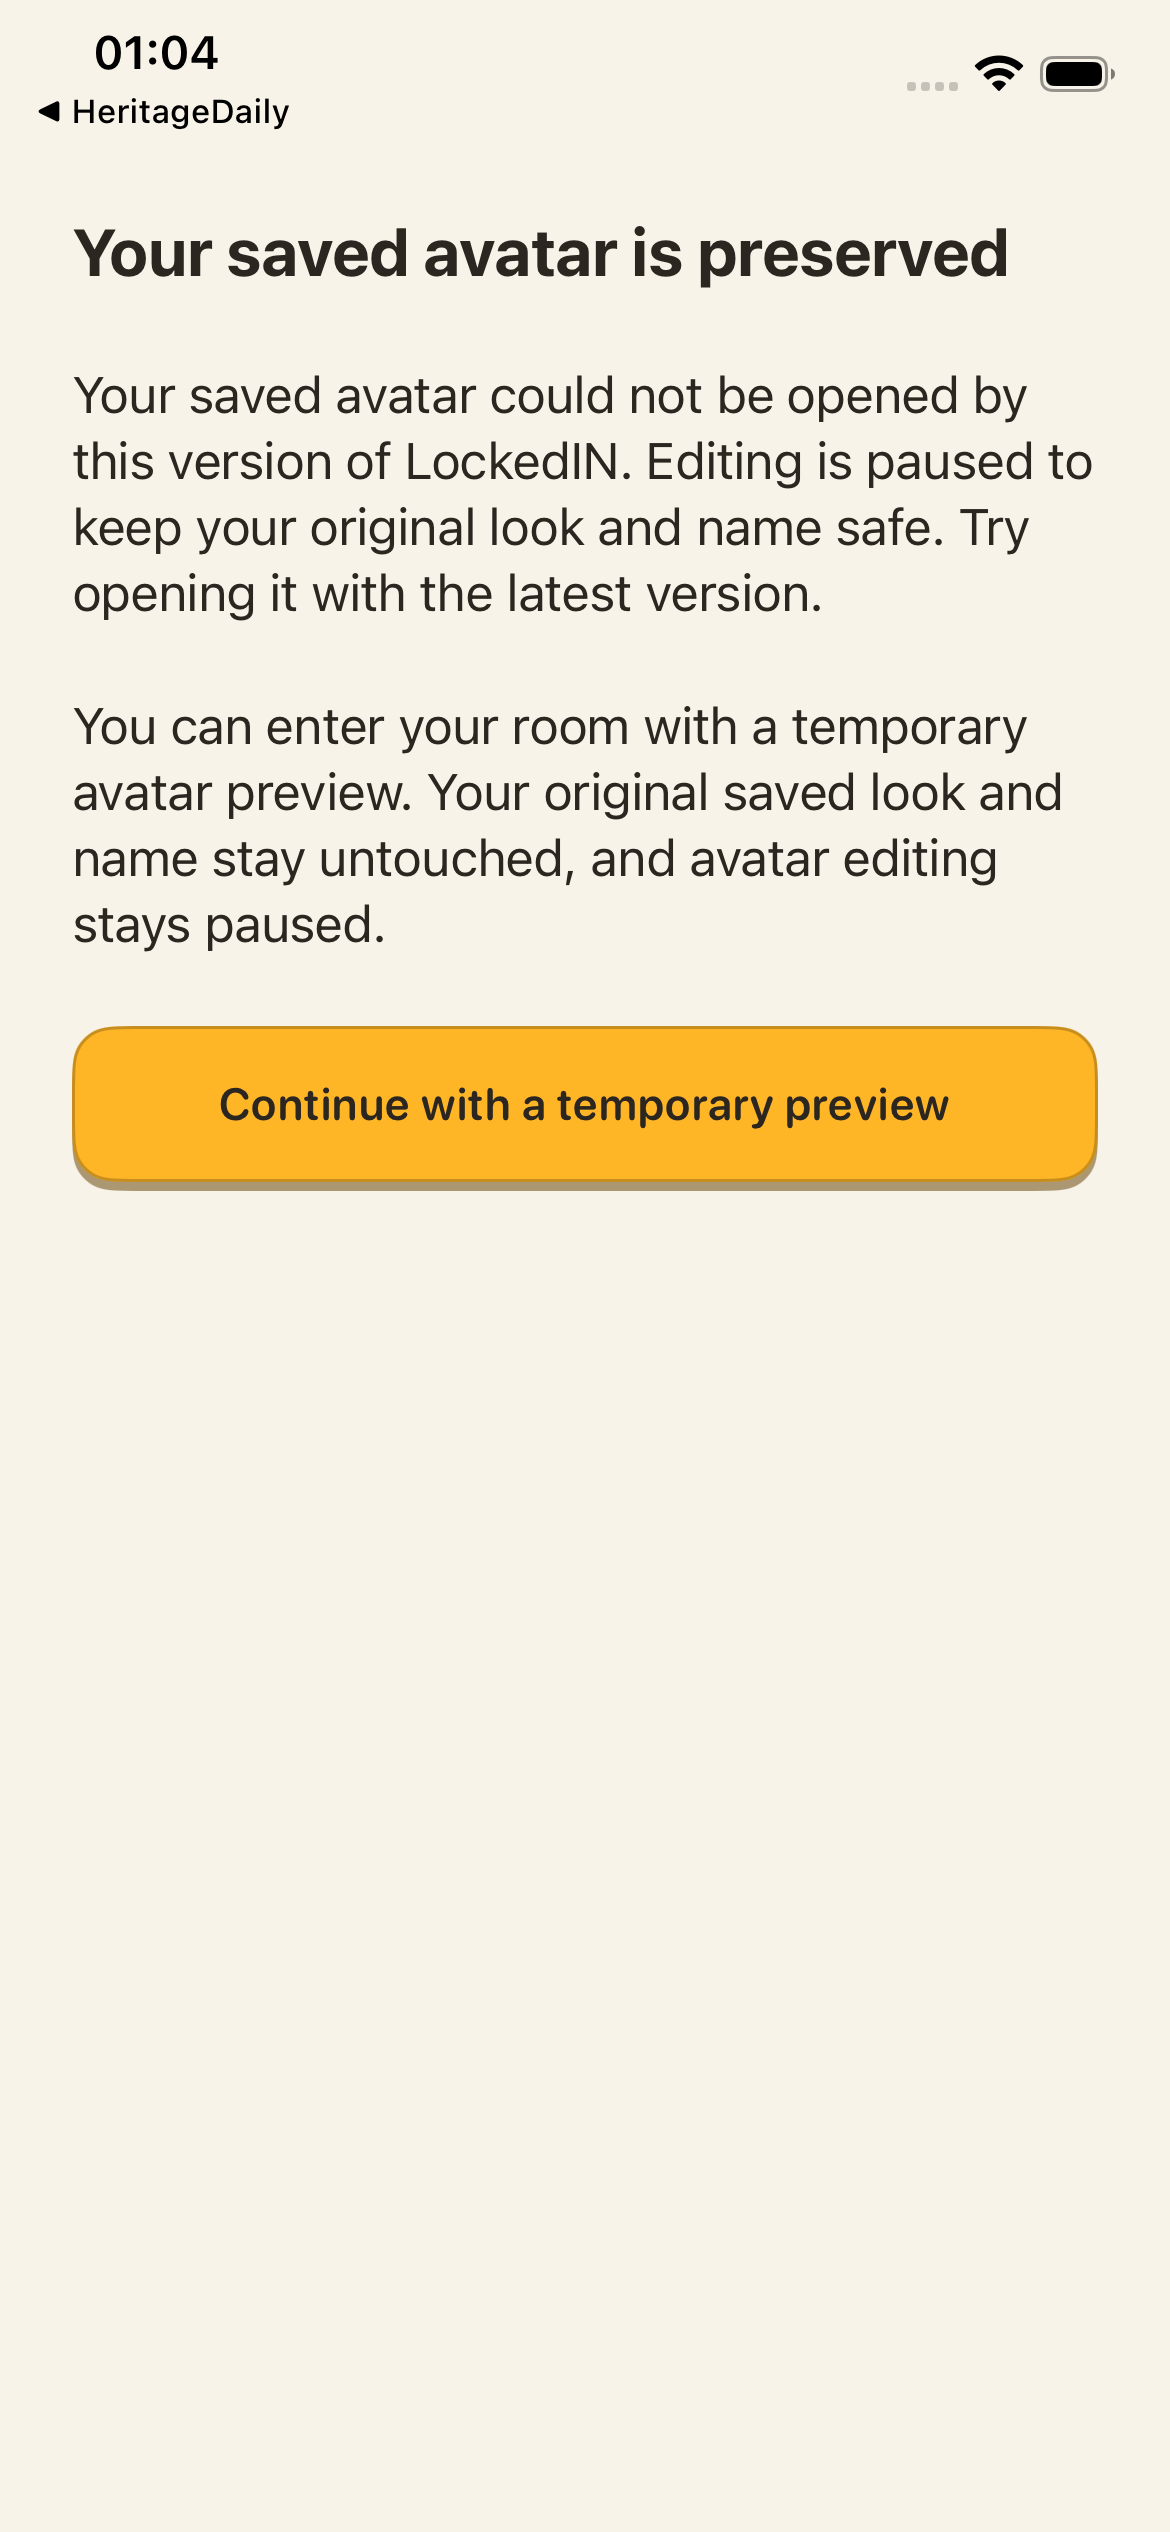 01:04
HeritageDaily
Your saved avatar is preserved
Your saved avatar could not be opened by
this version of LockedIN. Editing is paused to
keep your original look and name safe. Try
opening it with the latest version.
You can enter your room with a temporary
avatar preview. Your original saved look and
name stay untouched, and avatar editing
stays paused.
Continue with a temporary preview